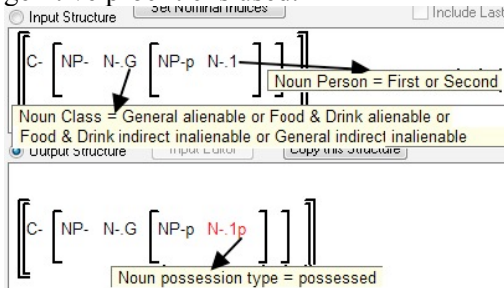 Input Structure Set Nominal Indices Include Last
C- NP- N-.G NP-p N-.1
Noun Person = First or Second
Noun Class = General alienable or Food & Drink alienable or
Food & Drink indirect inalienable or General indirect inalienable
Output Structure Input Editor Copy this Structure
C- NP- N-.G NP-p N-.1p
Noun possession type = possessed